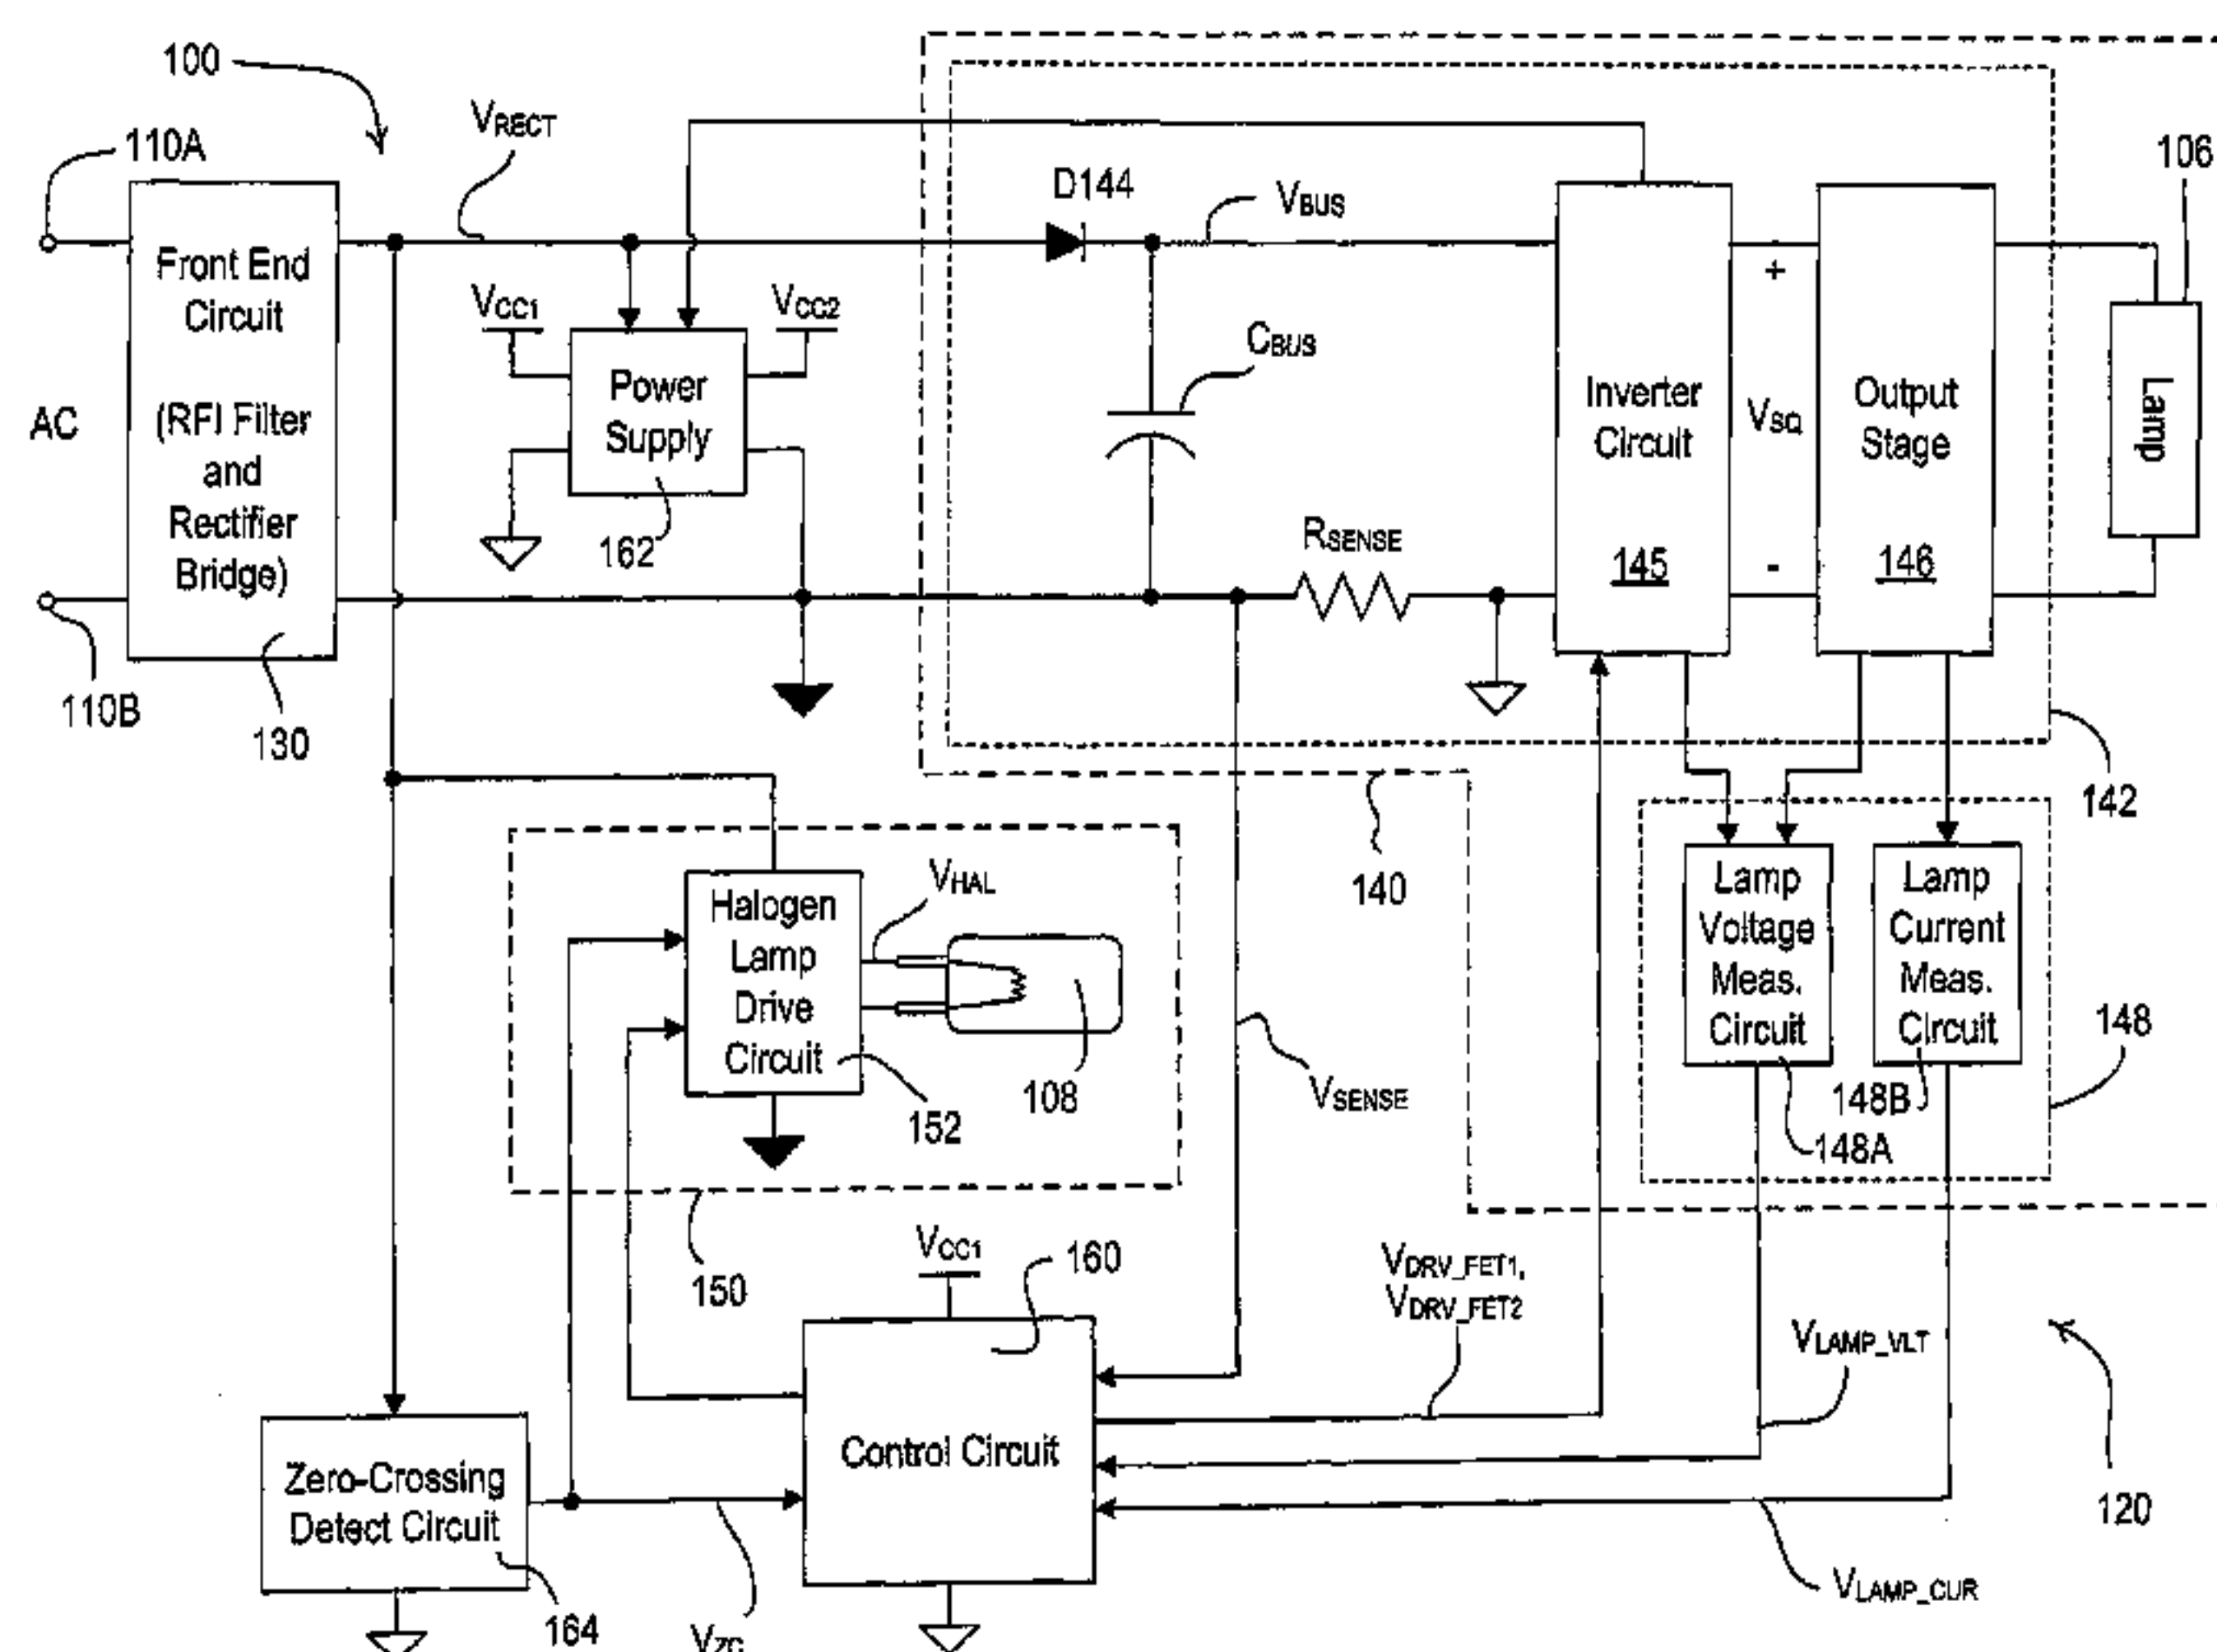 100
110A
VRECT
D144
VBUS
106
Front End
Circuit
(RFI Filter
and
Rectifier
Bridge)
AC
VCC1
VCC2
Power
Supply
162
CBUS
RSENSE
Inverter
Circuit
145
+
VSQ
-
Output
Stage
146
Lamp
110B
130
142
140
Halogen
Lamp
Drive
Circuit
VHAL
108
152
150
VSENSE
Lamp
Voltage
Meas.
Circuit
Lamp
Current
Meas.
Circuit
148
148B
148A
VCC1
160
VDRV_FET1,
VDRV_FET2
VLAMP_VLT
Control Circuit
Zero-Crossing
Detect Circuit
164
VZC
VLAMP_CUR
120